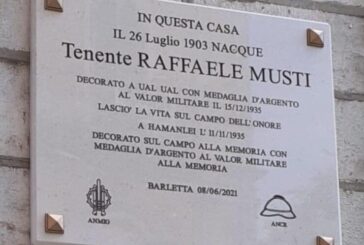 IN QUESTA CASA
IL 26 Luglio 1903 NACQUE
Tenente RAFFAELE MUSTI
DECORATO A UAL UAL CON MEDAGLIA D'ARGENTO
AL VALOR MILITARE IL 15/12/1935
LASCIO' LA VITA SUL CAMPO DELL'ONORE
A HAMANLEI L' 11/11/1935
DECORATO SUL CAMPO ALLA MEMORIA CON
MEDAGLIA D'ARGENTO AL VALOR MILITARE
ALLA MEMORIA
BARLETTA 08/06/2021
ANMIG
ANCR